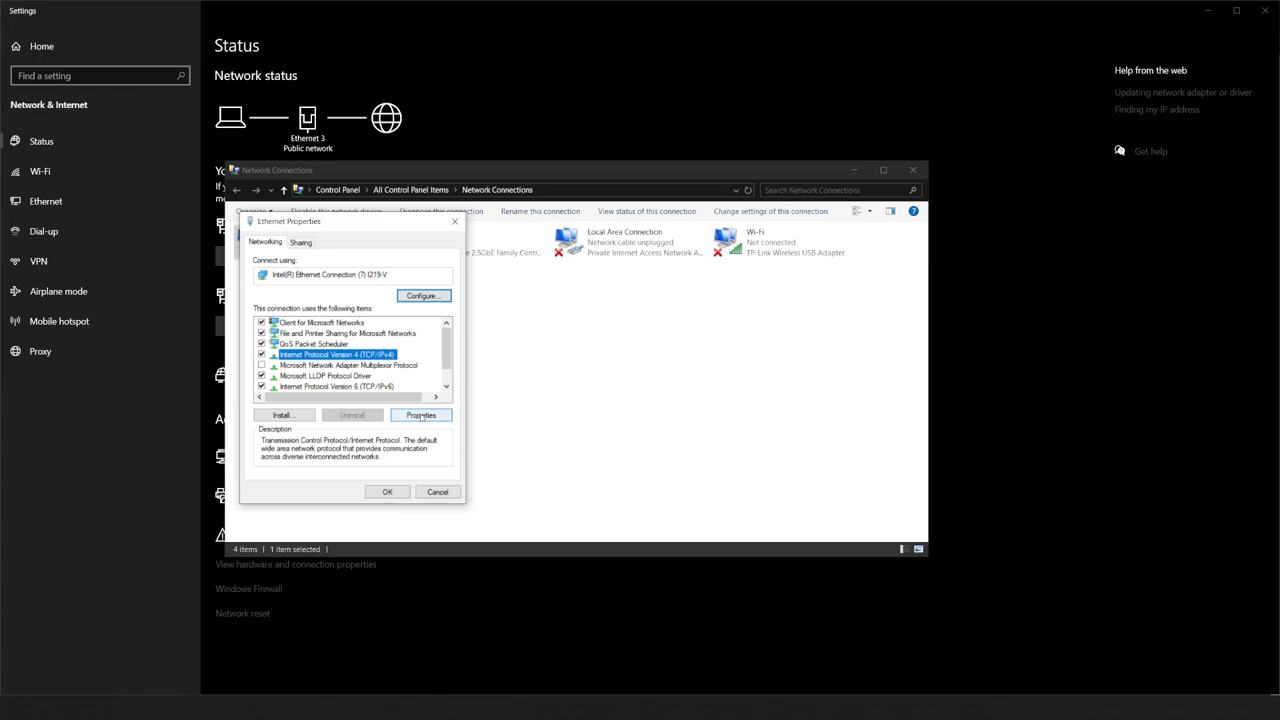 Settings
Home
Find a setting
Network & Internet
Status
Wi-Fi
Ethernet
Dial-up
VPN
Airplane mode
Mobile hotspot
Proxy
Status
Network status
Ethernet 3
Public network
Help from the web
Updating network adapter or driver
Finding my IP address
Get help
Network Connections
Control Panel
All Control Panel Items
Network Connections
Search Network Connections
Rename this connection
View status of this connection
Change settings of this connection
2.5GbE Family Contr...
Local Area Connection
Network cable unplugged
Private Internet Access Network A...
Wi-Fi
Not connected
TP-Link Wireless USB Adapter
Ethernet Properties
Networking
Sharing
Connect using:
Intel(R) Ethernet Connection (7) I219-V
Configure...
This connection uses the following items:
Client for Microsoft Networks
File and Printer Sharing for Microsoft Networks
QoS Packet Scheduler
Internet Protocol Version 4 (TCP/IPv4)
Microsoft Network Adapter Multiplexor Protocol
Microsoft LLDP Protocol Driver
Internet Protocol Version 6 (TCP/IPv6)
Install...
Uninstall
Properties
Description
Transmission Control Protocol/Internet Protocol. The default
wide area network protocol that provides communication
across diverse interconnected networks.
OK
Cancel
4 items
1 item selected
View hardware and connection properties
Windows Firewall
Network reset